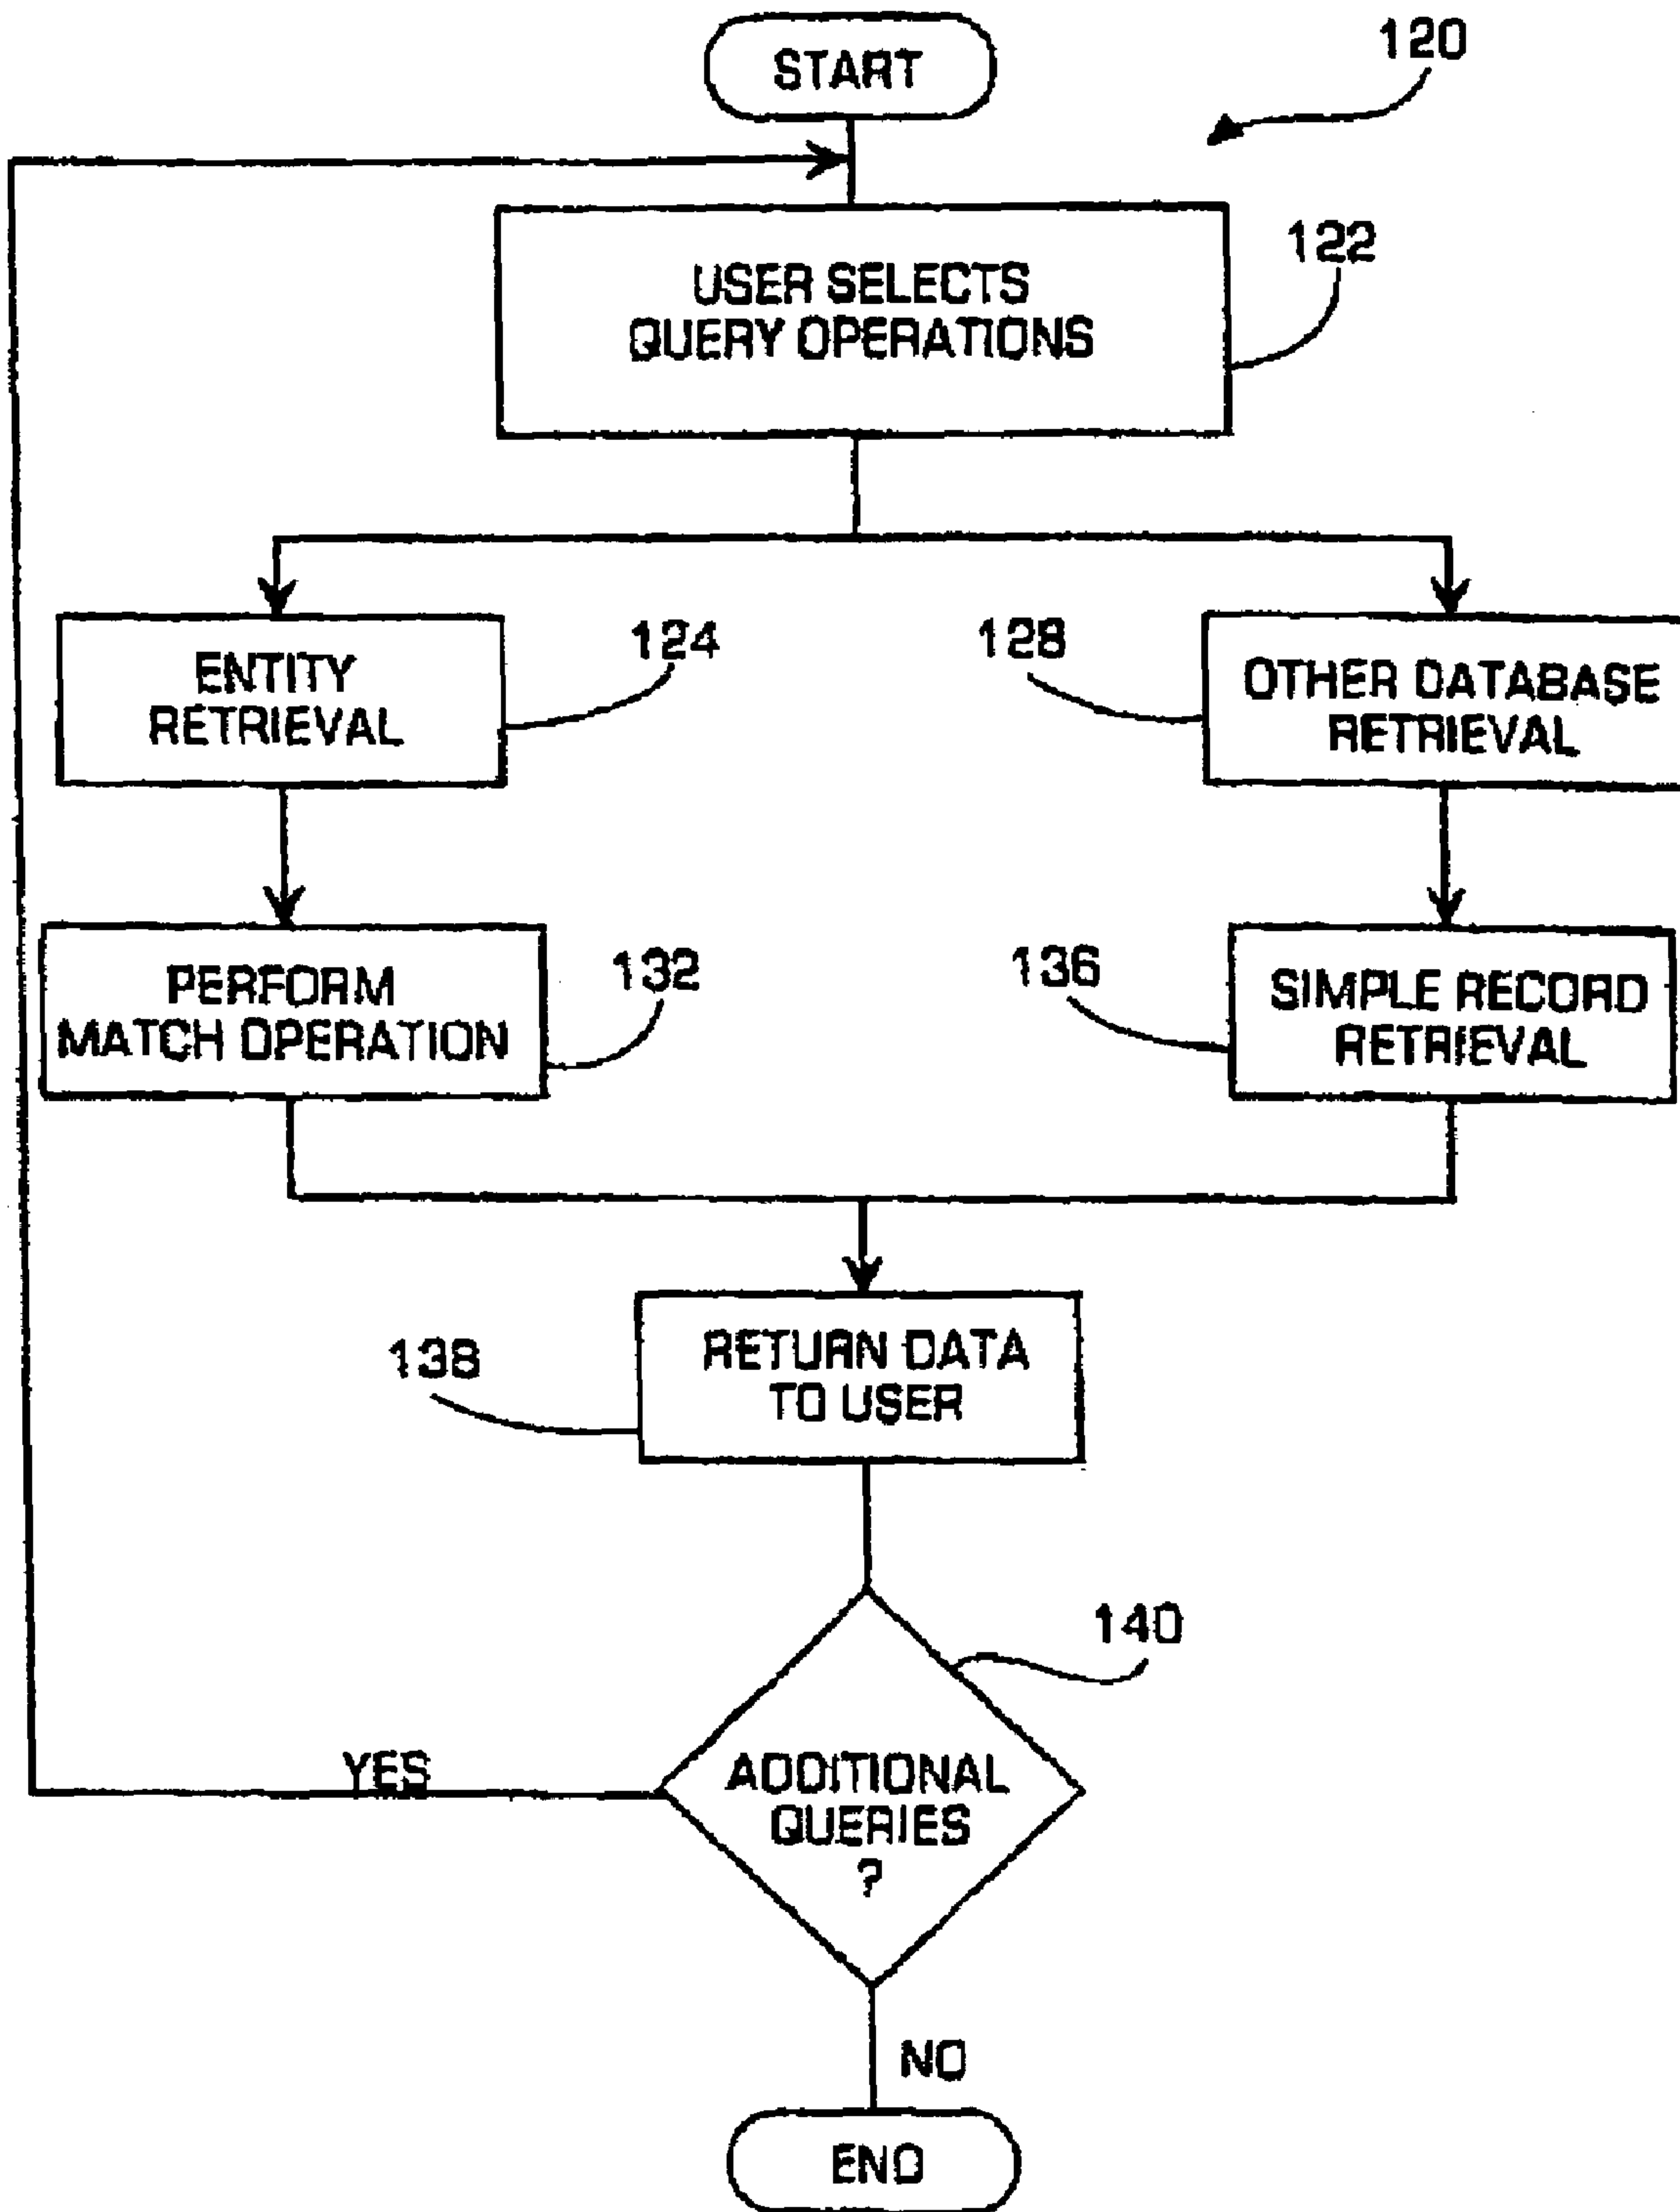 START
120
USER SELECTS
QUERY OPERATIONS
122
ENTITY
RETRIEVAL
124
128
OTHER DATABASE
RETRIEVAL
PERFORM
MATCH OPERATION
132
136
SIMPLE RECORD
RETRIEVAL
138
RETURN DATA
TO USER
140
YES
ADDITIONAL
QUERIES
?
NO
END